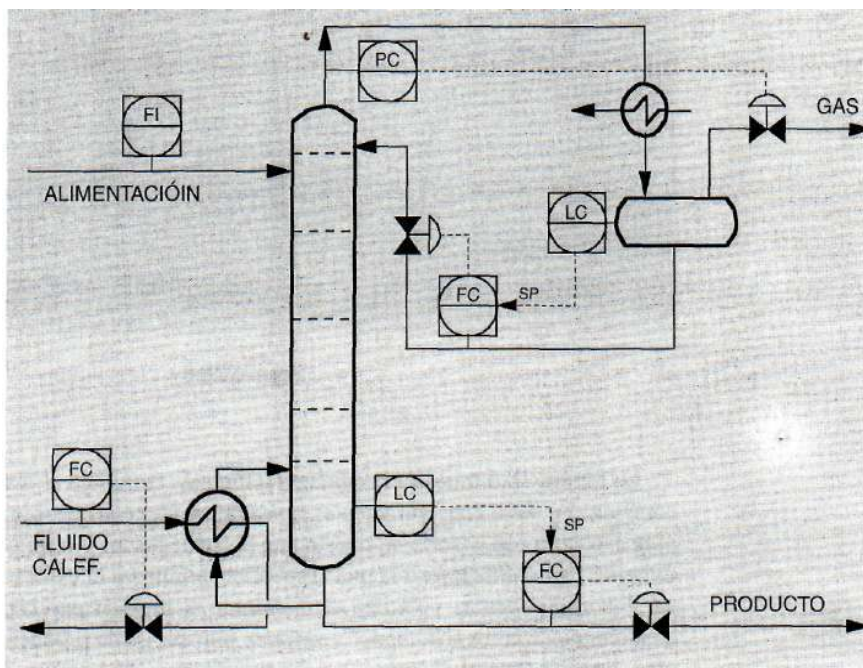 PC
FI
GAS
ALIMENTACIÓIN
LC
FC
SP
FC
LC
SP
FLUIDO
CALEF.
FC
PRODUCTO